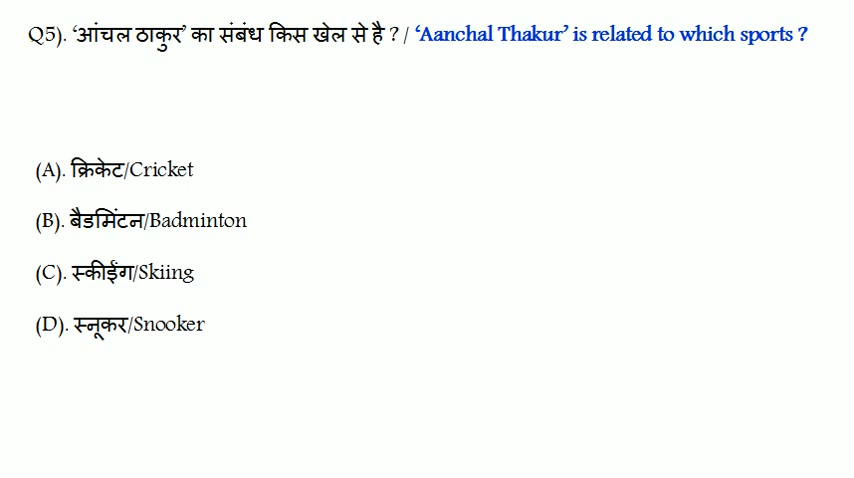 Q5). ‘आंचल ठाकुर’ का संबंध किस खेल से है ? / ‘Aanchal Thakur’ is related to which sports ?
(A). क्रिकेट/Cricket
(B). बैडमिंटन/Badminton
(C). स्कीईंग/Skiing
(D). स्नूकर/Snooker